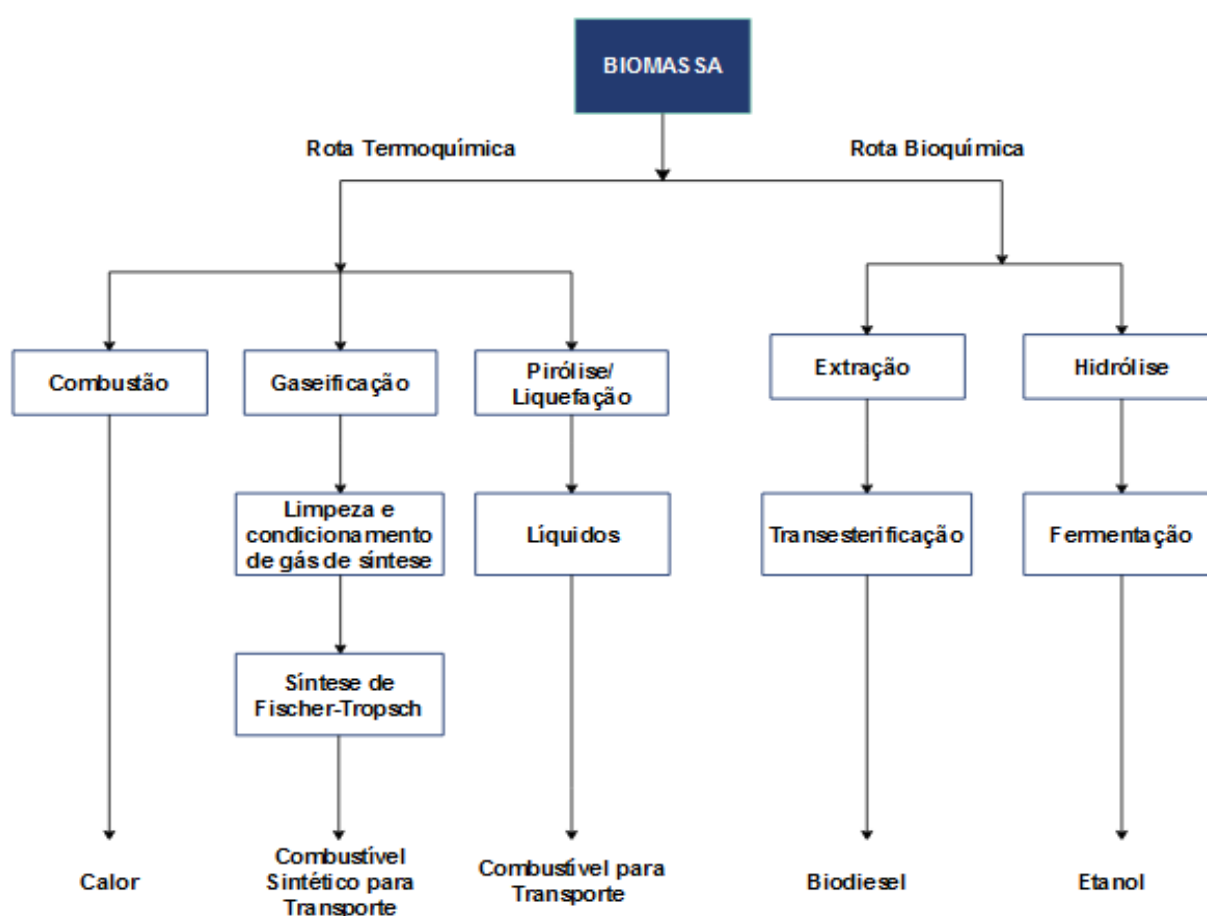 BIOMASSA
Rota Termoquímica
Rota Bioquímica
Combustão
Gaseificação
Pirólise/
Liquefação
Extração
Hidrólise
Limpeza e
condicionamento
de gás de síntese
Líquidos
Transesterificação
Fermentação
Síntese de
Fischer-Tropsch
Calor
Combustível
Sintético para
Transporte
Combustível para
Transporte
Biodiesel
Etanol